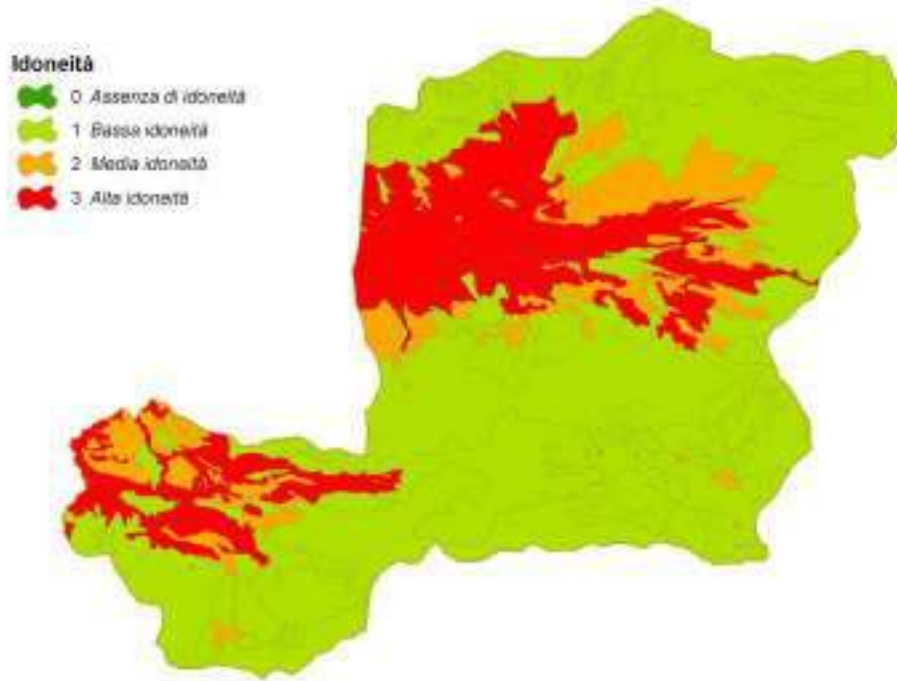 Idoneità
0 Assenza di idoneità
1 Bassa idoneità
2 Media idoneità
3 Alta idoneità